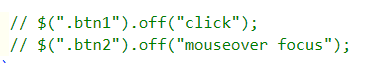 // $(".btn1").off("click");
// $(".btn2").off("mouseover focus");